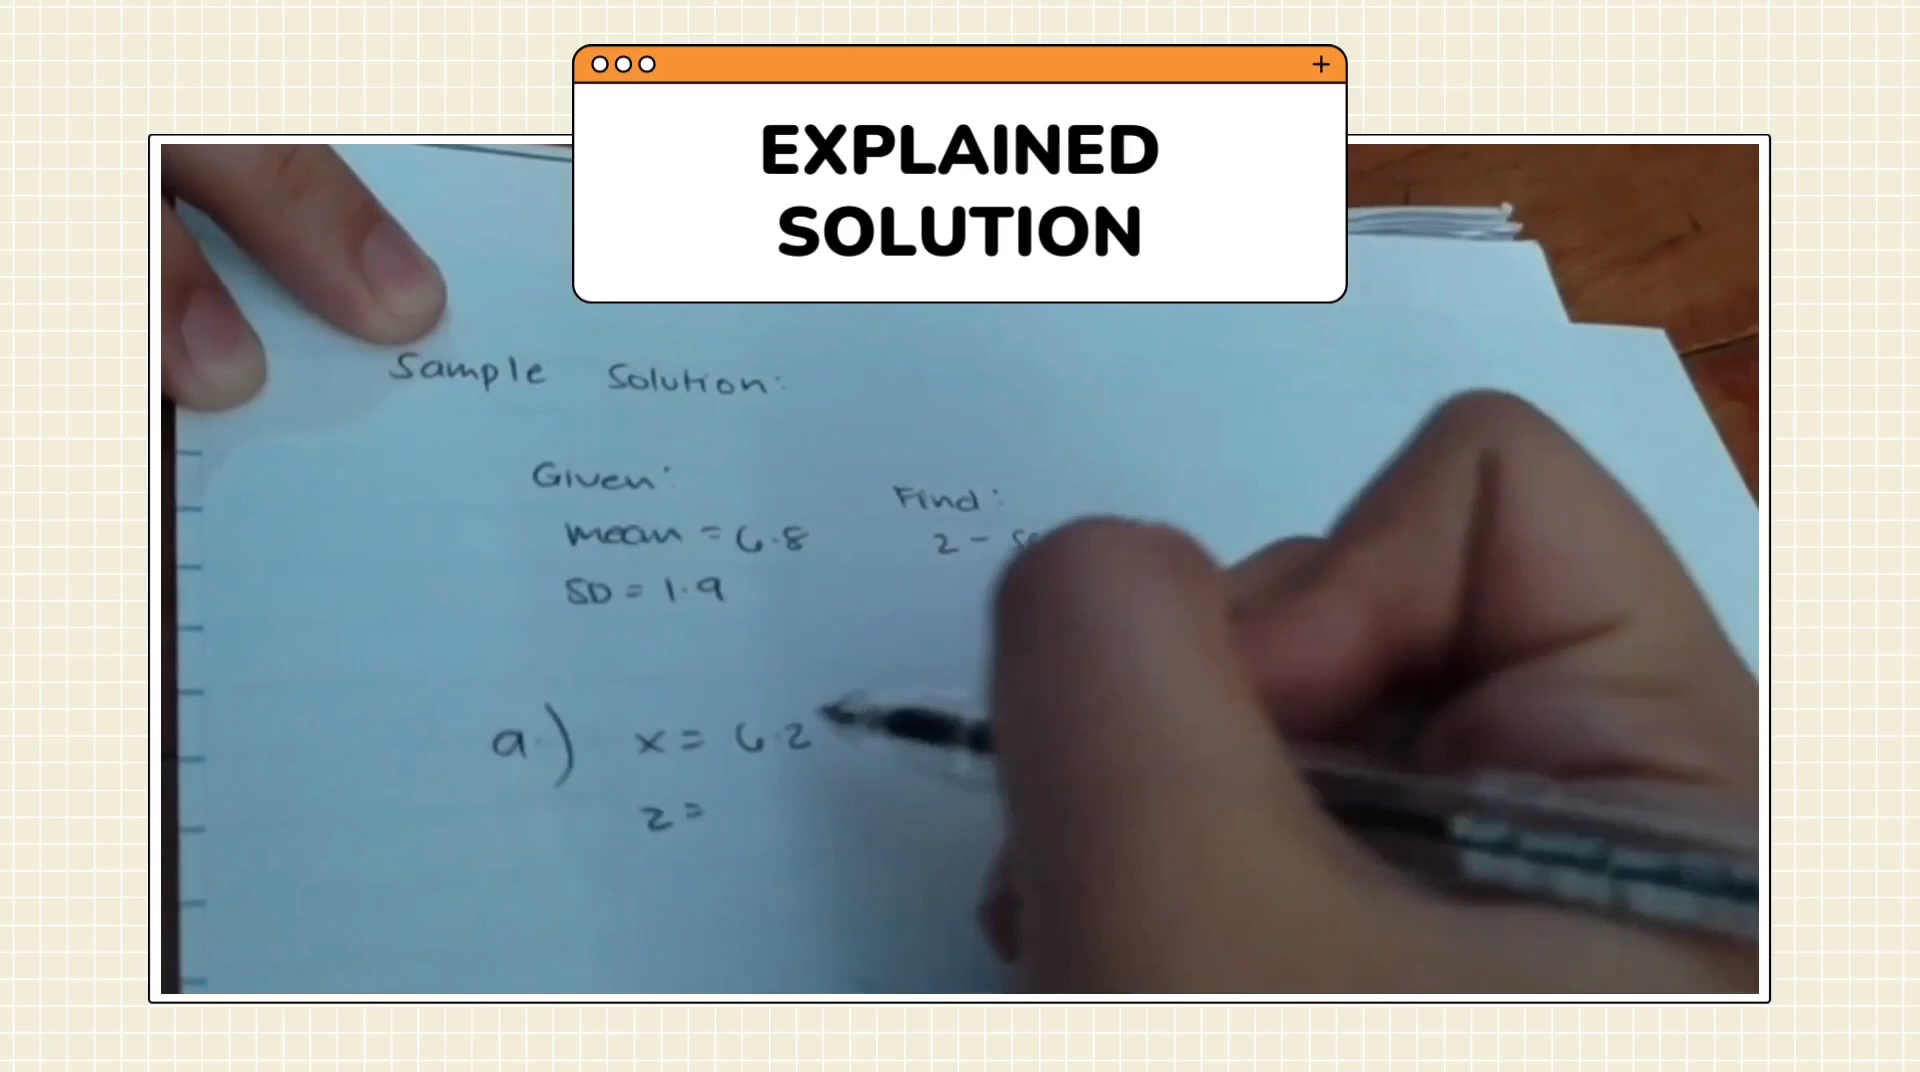 EXPLAINED
SOLUTION
Sample Solution:
Given:
mean = 6.8
SD = 1.9
Find:
z -
a.) x = 6.2
z =